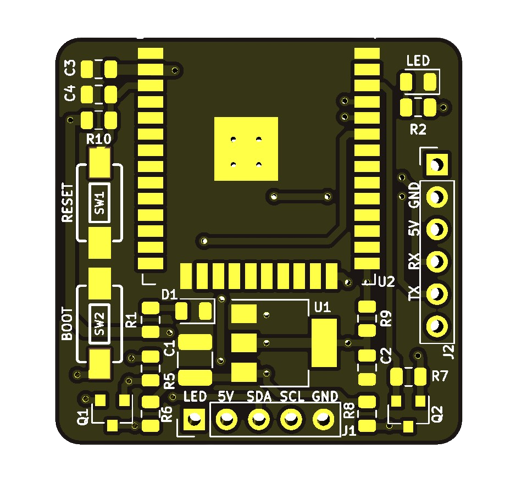 C3
LED
C4
R10
R2
RESET
SW1
GND
5V
RX
TX
U2
D1
U1
BOOT
SW2
R1
R9
C1
C2
J2
R5
R7
LED 5V SDA SCL GND
Q1
R6
R8
Q2
J1